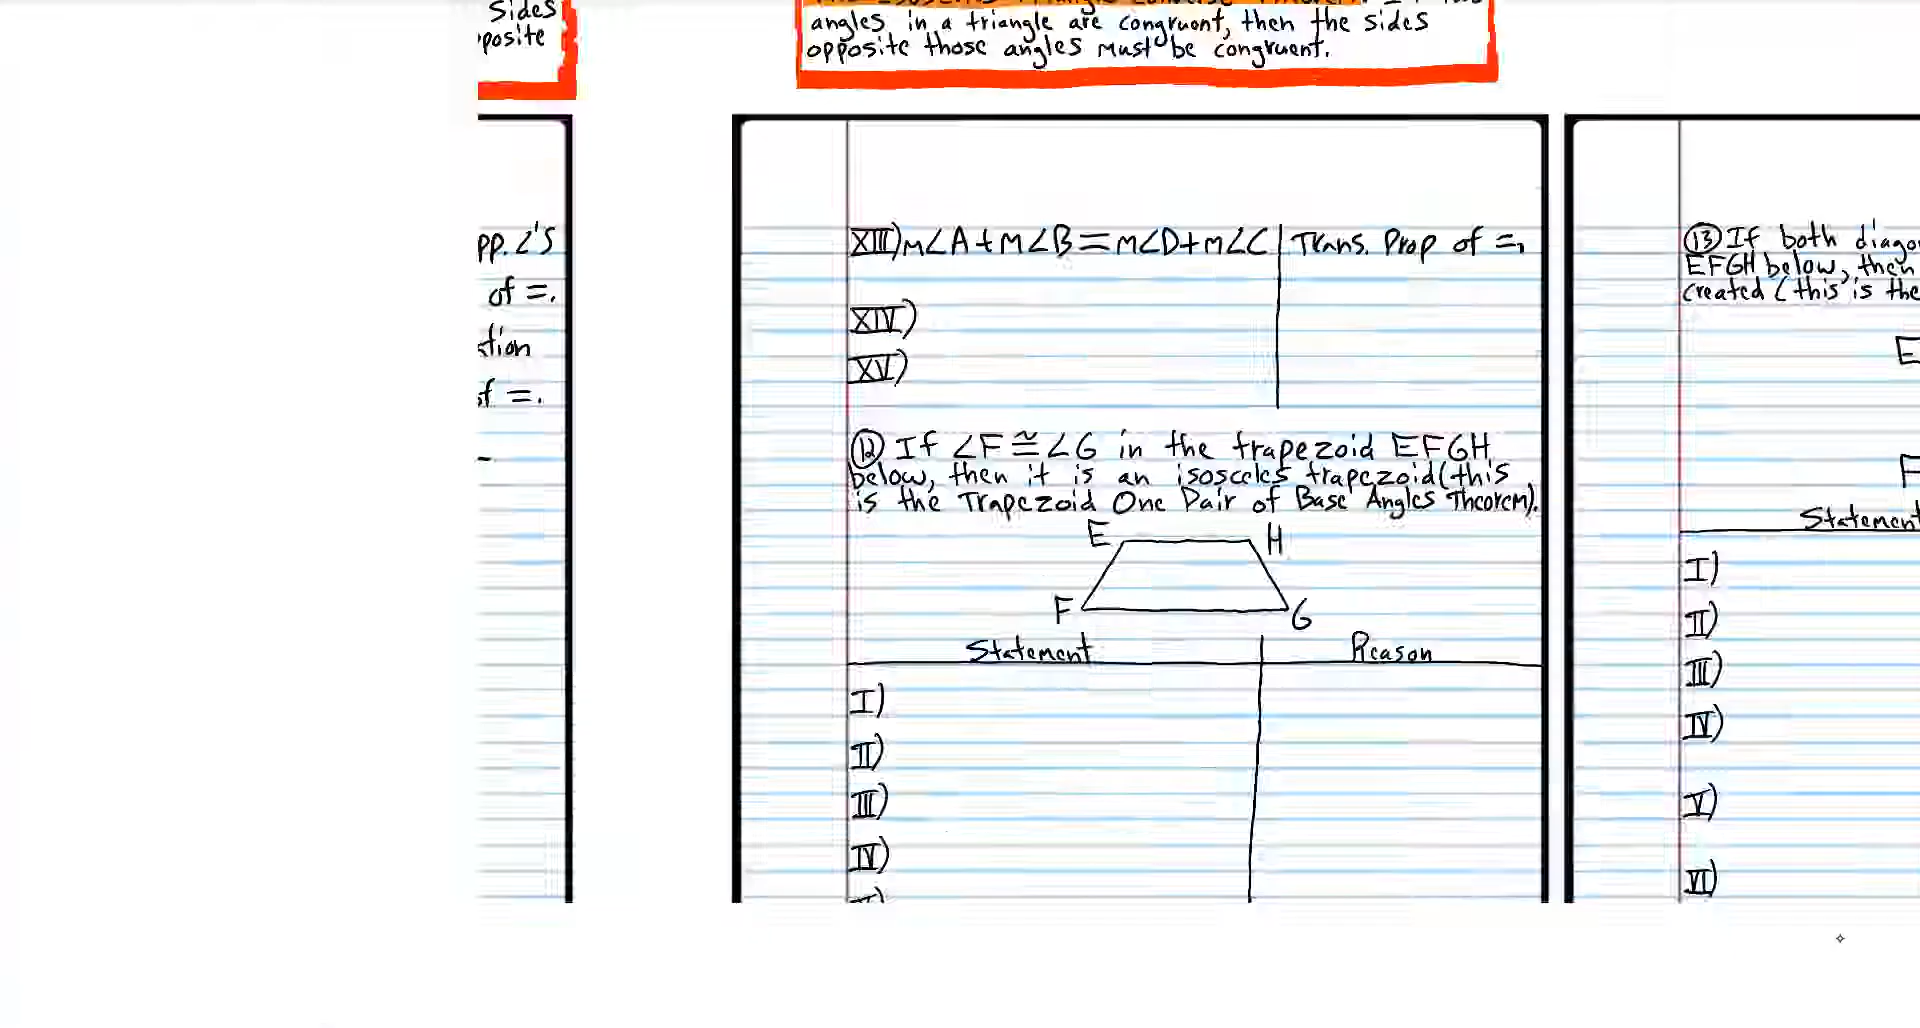 Sides
pposite
angles in a triangle are congruent, then the sides
opposite those angles must be congruent.
pp. ∠'s
of =.
stion
of =.
XIII) m∠A+m∠B=m∠D+m∠C | Trans. Prop of =.
XIV)
XV)
⑫ If ∠F≅∠G in the trapezoid EFGH
below, then it is an isosceles trapezoid (this
is the Trapezoid One Pair of Base Angles Theorem).
E H
F G
Statement Reason
I)
II)
III)
IV)
⑬ If both diago
EFGH below, then
created (this is the
E
F
Statement
I)
II)
III)
IV)
V)
VI)